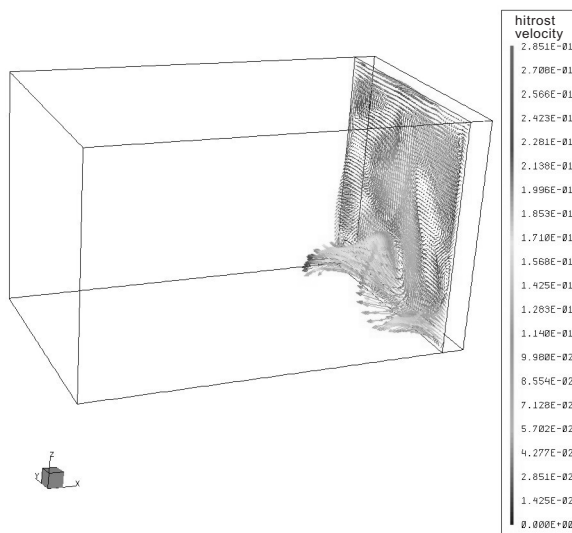 hitrost
velocity
2.851E-01
2.708E-01
2.566E-01
2.423E-01
2.281E-01
2.138E-01
1.996E-01
1.853E-01
1.710E-01
1.568E-01
1.425E-01
1.283E-01
1.140E-01
9.980E-02
8.554E-02
7.128E-02
5.702E-02
4.277E-02
2.851E-02
1.425E-02
0.000E+00
Z
Y
X